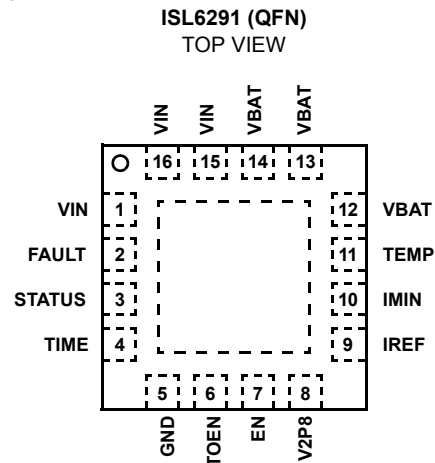 ISL6291 (QFN)
TOP VIEW
VIN VIN VBAT VBAT
16 15 14 13
VIN 1 12 VBAT
FAULT 2 11 TEMP
STATUS 3 10 IMIN
TIME 4 9 IREF
5 6 7 8
GND TOEN EN V2P8